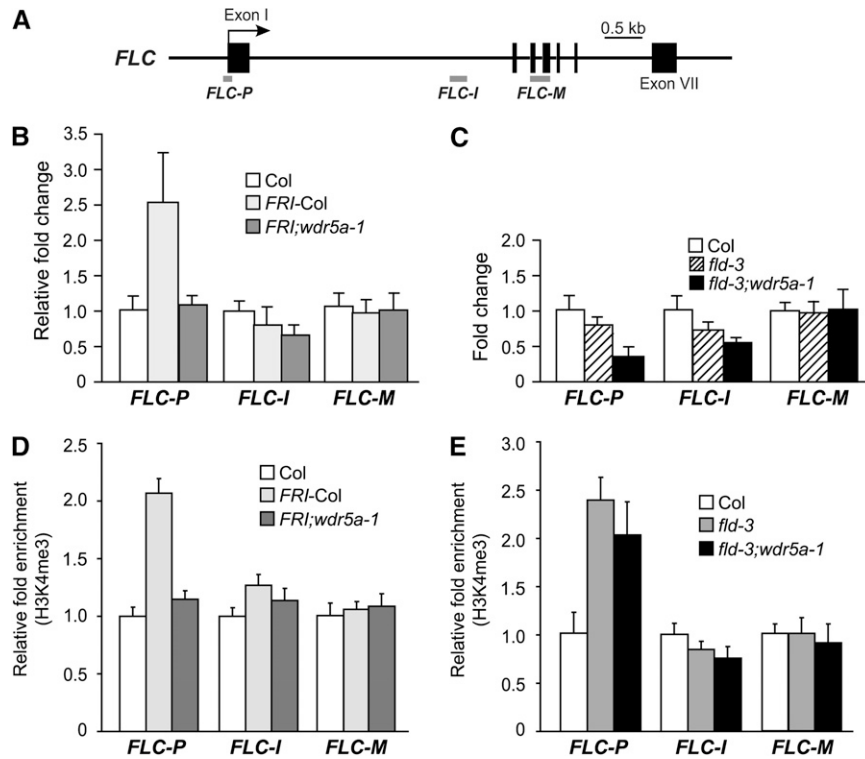 A
Exon I
0.5 kb
FLC
FLC-P
FLC-I
FLC-M
Exon VII
B
Relative fold change
3.5
3.0
2.5
2.0
1.5
1.0
0.5
0
Col
FRI-Col
FRI;wdr5a-1
FLC-P
FLC-I
FLC-M
C
Fold change
2.0
1.5
1.0
0.5
0
Col
fld-3
fld-3;wdr5a-1
FLC-P
FLC-I
FLC-M
D
Relative fold enrichment
(H3K4me3)
2.5
2.0
1.5
1.0
0.5
0
Col
FRI-Col
FRI;wdr5a-1
FLC-P
FLC-I
FLC-M
E
Relative fold enrichment
(H3K4me3)
3.0
2.5
2.0
1.5
1.0
0.5
0
Col
fld-3
fld-3;wdr5a-1
FLC-P
FLC-I
FLC-M